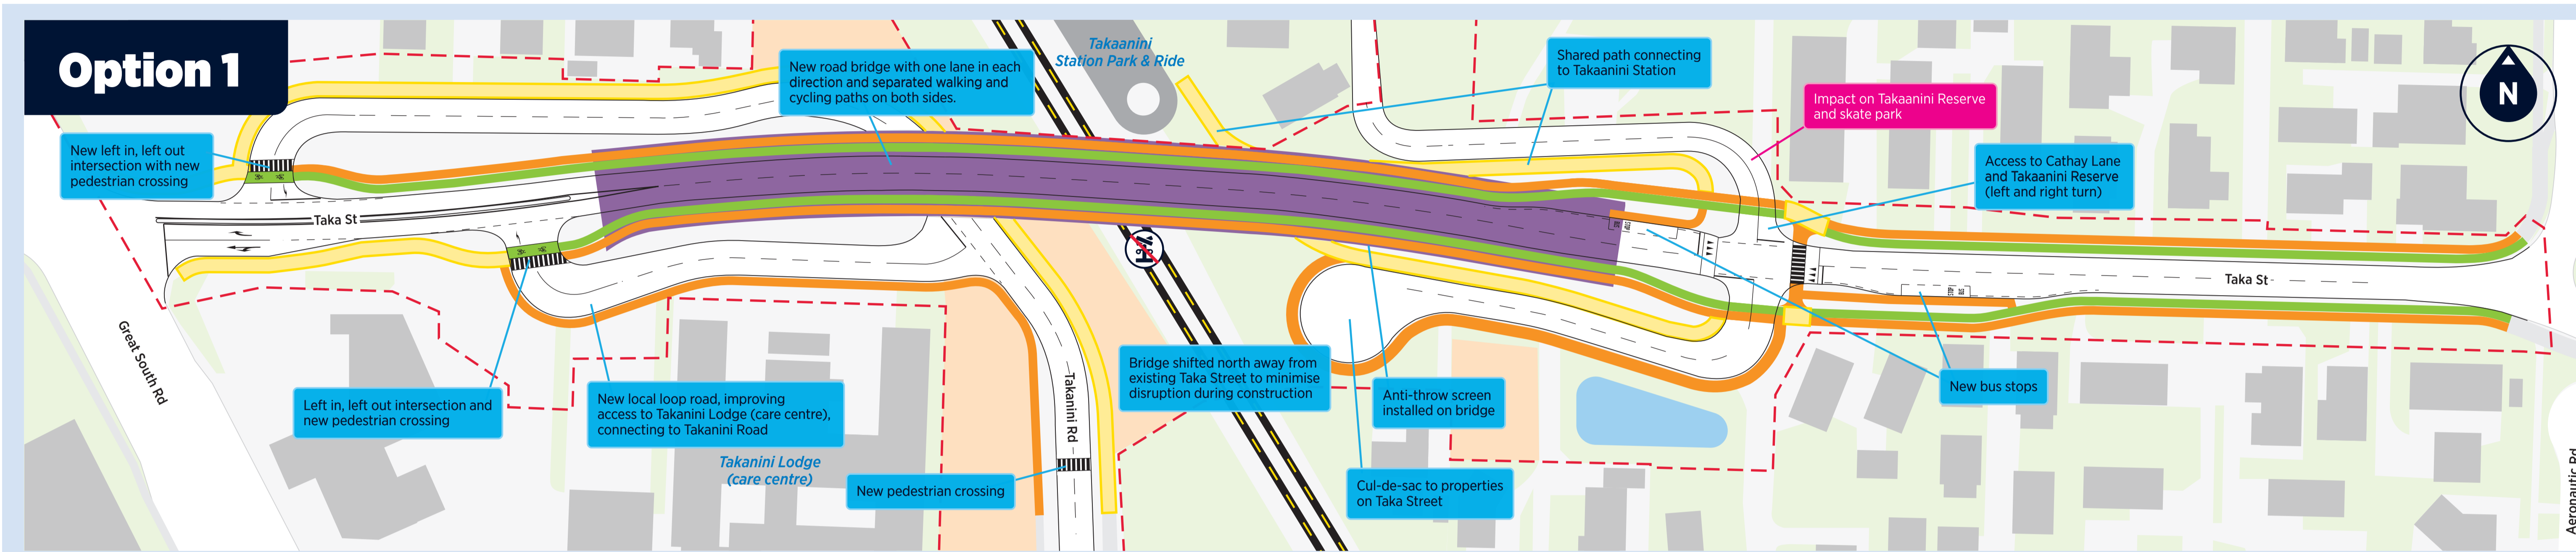 Option 1
New left in, left out
intersection with new
pedestrian crossing
Taka St
Great South Rd
Left in, left out intersection and
new pedestrian crossing
New local loop road, improving
access to Takanini Lodge (care centre),
connecting to Takanini Road
Takanini Lodge
(care centre)
New pedestrian crossing
Takanini Rd
New road bridge with one lane in each
direction and separated walking and
cycling paths on both sides.
Takaanini
Station Park & Ride
Bridge shifted north away from
existing Taka Street to minimise
disruption during construction
Anti-throw screen
installed on bridge
Cul-de-sac to properties
on Taka Street
Shared path connecting
to Takaanini Station
Impact on Takaanini Reserve
and skate park
Access to Cathay Lane
and Takaanini Reserve
(left and right turn)
New bus stops
STOP
BUS
STOP
BUS
Taka St
N
Aeronautic Rd